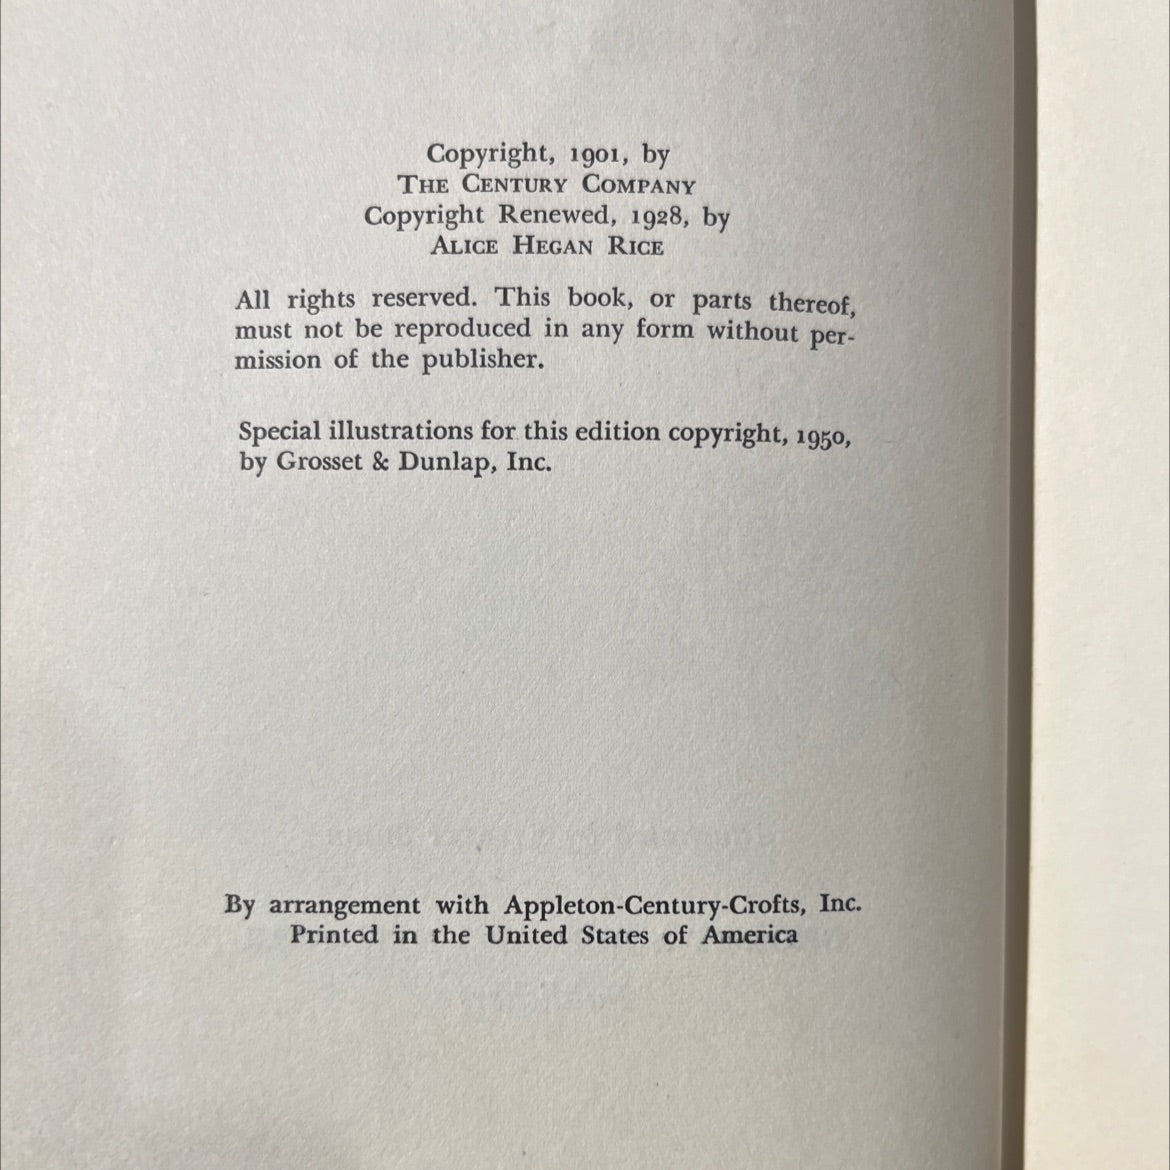 Copyright, 1901, by
THE CENTURY COMPANY
Copyright Renewed, 1928, by
ALICE HEGAN RICE
All rights reserved. This book, or parts thereof,
must not be reproduced in any form without per-
mission of the publisher.
Special illustrations for this edition copyright, 1950,
by Grosset & Dunlap, Inc.
By arrangement with Appleton-Century-Crofts, Inc.
Printed in the United States of America